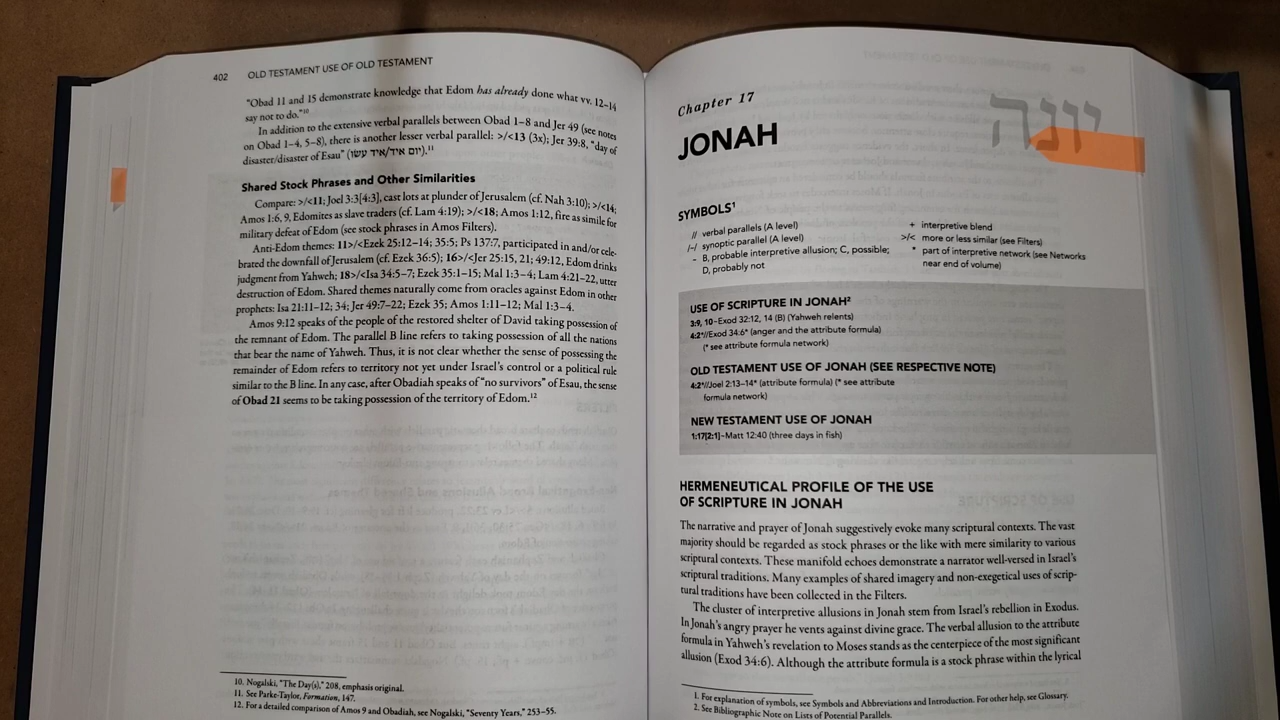 402 OLD TESTAMENT USE OF OLD TESTAMENT
"Obad 11 and 15 demonstrate knowledge that Edom has already done what vv. 12–14
say not to do."10
In addition to the extensive verbal parallels between Obad 1–8 and Jer 49 (see notes
on Obad 1–4, 5–8), there is another lesser verbal parallel: >/<13 (3x); Jer 39:8, "day of
disaster/disaster of Esau" (יום איד/איד עשו).11
Shared Stock Phrases and Other Similarities
Compare: >/<11; Joel 3:3[4:3], cast lots at plunder of Jerusalem (cf. Nah 3:10); >/<14;
Amos 1:6, 9, Edomites as slave traders (cf. Lam 4:19); >/<18; Amos 1:12, fire as simile for
military defeat of Edom (see stock phrases in Amos Filters).
Anti-Edom themes: 11>/<Ezek 25:12–14; 35:5; Ps 137:7, participated in and/or cele-
brated the downfall of Jerusalem (cf. Ezek 36:5); 16>/<Jer 25:15, 21; 49:12, Edom drinks
judgment from Yahweh; 18>/<Isa 34:5–7; Ezek 35:1–15; Mal 1:3–4; Lam 4:21–22, utter
destruction of Edom. Shared themes naturally come from oracles against Edom in other
prophets: Isa 21:11–12; 34; Jer 49:7–22; Ezek 35; Amos 1:11–12; Mal 1:3–4.
Amos 9:12 speaks of the people of the restored shelter of David taking possession of
the remnant of Edom. The parallel B line refers to taking possession of all the nations
that bear the name of Yahweh. Thus, it is not clear whether the sense of possessing the
remainder of Edom refers to territory not yet under Israel's control or a political rule
similar to the B line. In any case, after Obadiah speaks of "no survivors" of Esau, the sense
of Obad 21 seems to be taking possession of the territory of Edom.12
10. Nogalski, "The Day(s)," 208, emphasis original.
11. See Parke-Taylor, Formation, 147.
12. For a detailed comparison of Amos 9 and Obadiah, see Nogalski, "Seventy Years," 253–55.
Chapter 17
יונה
JONAH
SYMBOLS1
// verbal parallels (A level)
/~/ synoptic parallel (A level)
~ B, probable interpretive allusion; C, possible;
D, probably not
+ interpretive blend
>/< more or less similar (see Filters)
* part of interpretive network (see Networks
near end of volume)
USE OF SCRIPTURE IN JONAH2
3:9, 10~Exod 32:12, 14 (B) (Yahweh relents)
4:2*//Exod 34:6* (anger and the attribute formula)
(* see attribute formula network)
OLD TESTAMENT USE OF JONAH (SEE RESPECTIVE NOTE)
4:2*//Joel 2:13–14* (attribute formula) (* see attribute
formula network)
NEW TESTAMENT USE OF JONAH
1:17[2:1]~Matt 12:40 (three days in fish)
HERMENEUTICAL PROFILE OF THE USE
OF SCRIPTURE IN JONAH
The narrative and prayer of Jonah suggestively evoke many scriptural contexts. The vast
majority should be regarded as stock phrases or the like with mere similarity to various
scriptural contexts. These manifold echoes demonstrate a narrator well-versed in Israel's
scriptural traditions. Many examples of shared imagery and non-exegetical uses of scrip-
tural traditions have been collected in the Filters.
The cluster of interpretive allusions in Jonah stem from Israel's rebellion in Exodus.
In Jonah's angry prayer he vents against divine grace. The verbal allusion to the attribute
formula in Yahweh's revelation to Moses stands as the centerpiece of the most significant
allusion (Exod 34:6). Although the attribute formula is a stock phrase within the lyrical
1. For explanation of symbols, see Symbols and Abbreviations and Introduction. For other help, see Glossary.
2. See Bibliographic Note on Lists of Potential Parallels.